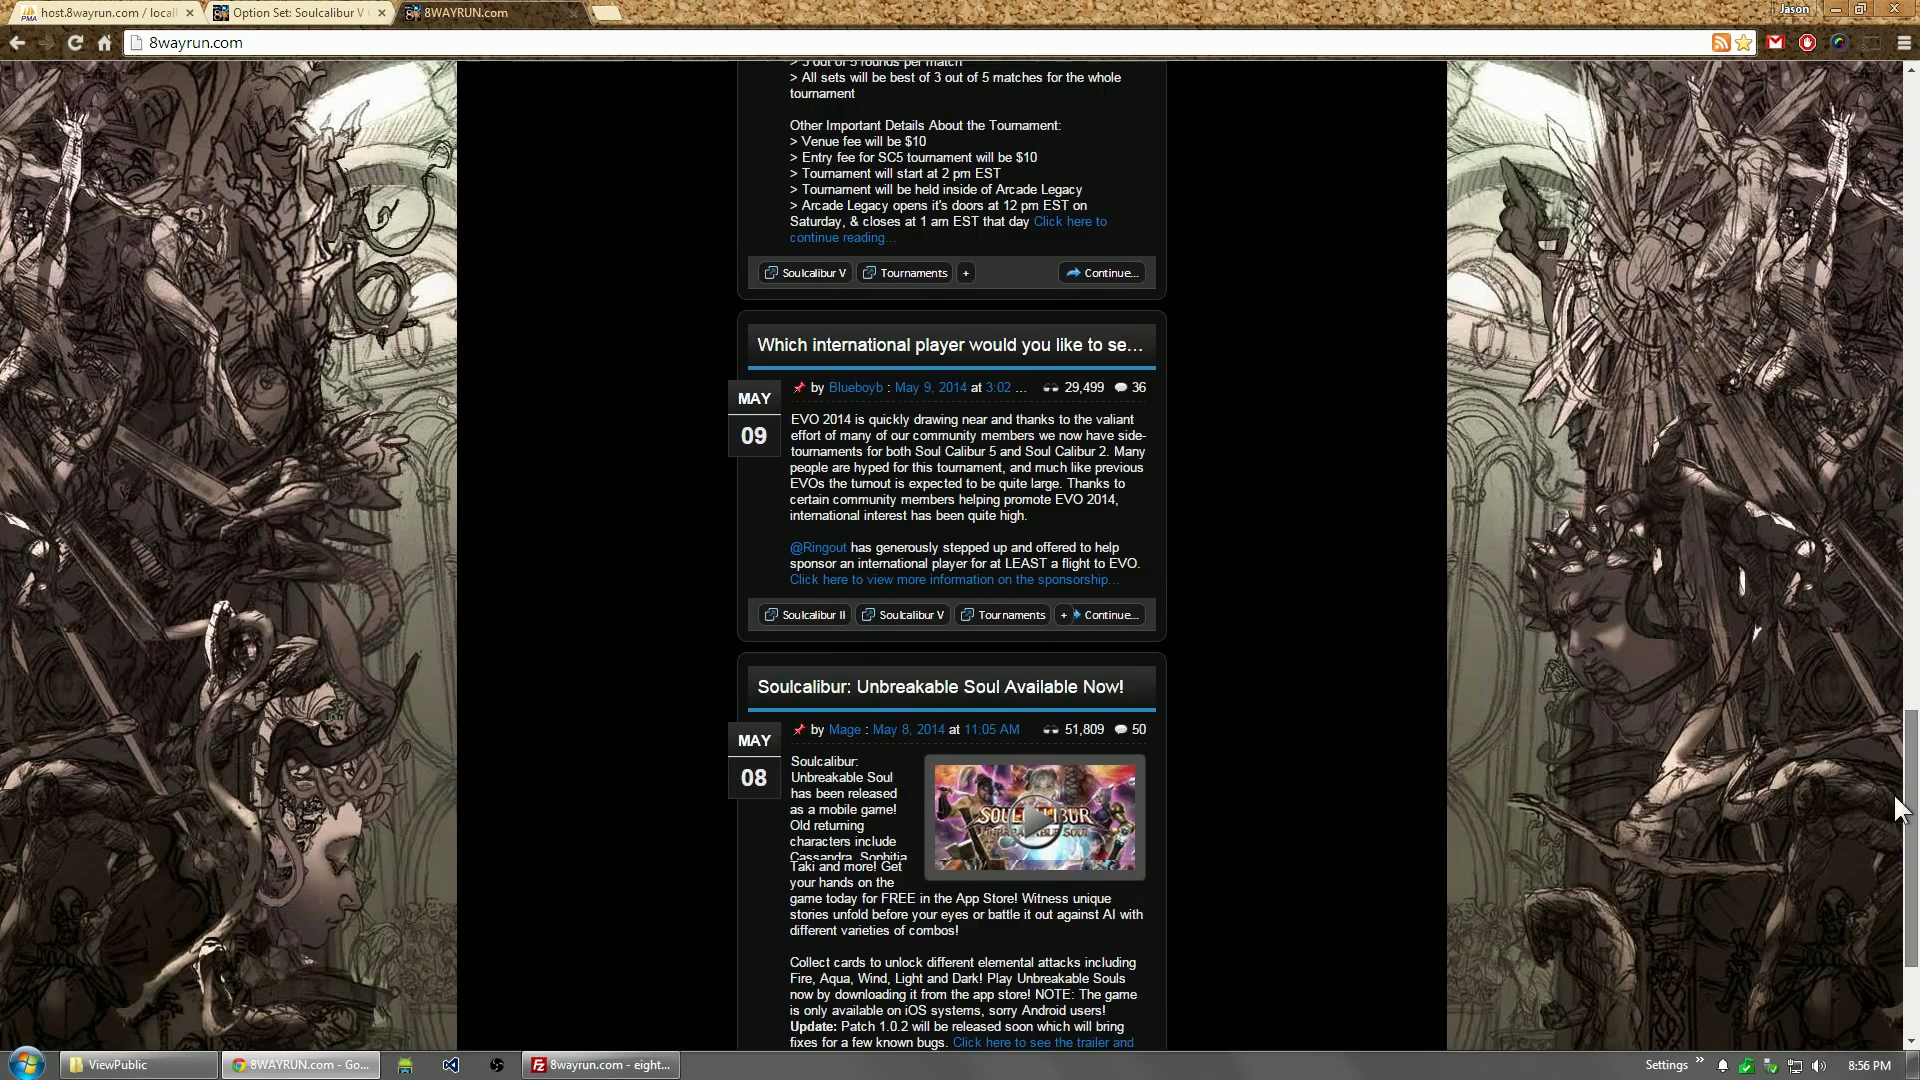 host.8wayrun.com / locall
Option Set: Soulcalibur V C
8WAYRUN.com
Jason
8wayrun.com
> 3 out of 5 rounds per match
> All sets will be best of 3 out of 5 matches for the whole
tournament
Other Important Details About the Tournament:
> Venue fee will be $10
> Entry fee for SC5 tournament will be $10
> Tournament will start at 2 pm EST
> Tournament will be held inside of Arcade Legacy
> Arcade Legacy opens it's doors at 12 pm EST on
Saturday, & closes at 1 am EST that day Click here to
continue reading...
Soulcalibur V Tournaments + Continue...
Which international player would you like to se...
MAY
09
by Blueboyb : May 9, 2014 at 3:02 ... 29,499 36
EVO 2014 is quickly drawing near and thanks to the valiant
effort of many of our community members we now have side-
tournaments for both Soul Calibur 5 and Soul Calibur 2. Many
people are hyped for this tournament, and much like previous
EVOs the turnout is expected to be quite large. Thanks to
certain community members helping promote EVO 2014,
international interest has been quite high.
@Ringout has generously stepped up and offered to help
sponsor an international player for at LEAST a flight to EVO.
Click here to view more information on the sponsorship...
Soulcalibur II Soulcalibur V Tournaments + Continue...
Soulcalibur: Unbreakable Soul Available Now!
MAY
08
by Mage : May 8, 2014 at 11:05 AM 51,809 50
Soulcalibur:
Unbreakable Soul
has been released
as a mobile game!
Old returning
characters include
Cassandra, Sophitia
Taki and more! Get
your hands on the
game today for FREE in the App Store! Witness unique
stories unfold before your eyes or battle it out against AI with
different varieties of combos!
SOULCALIBUR
UNBREAKABLE SOUL
Collect cards to unlock different elemental attacks including
Fire, Aqua, Wind, Light and Dark! Play Unbreakable Souls
now by downloading it from the app store! NOTE: The game
is only available on iOS systems, sorry Android users!
Update: Patch 1.0.2 will be released soon which will bring
fixes for a few known bugs. Click here to see the trailer and
ViewPublic
8WAYRUN.com - Go...
8wayrun.com - eight...
Settings
8:56 PM